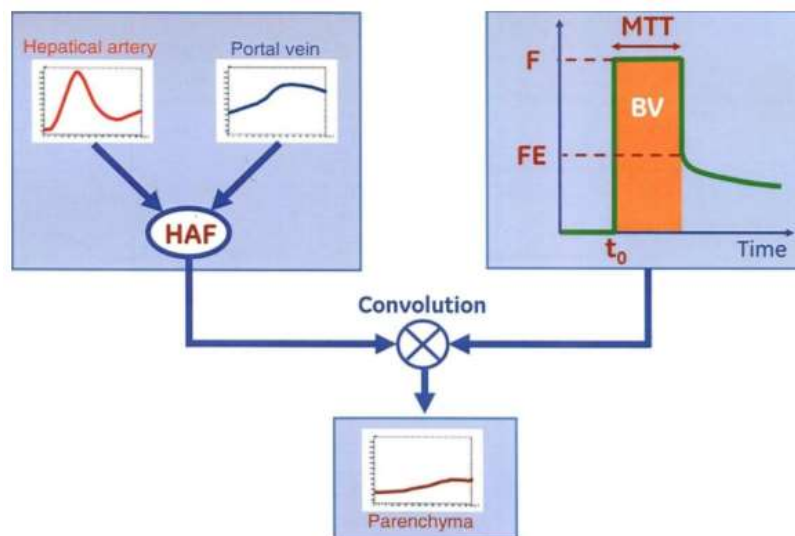 Hepatical artery
Portal vein
HAF
MTT
F
BV
FE
t₀
Time
Convolution
Parenchyma